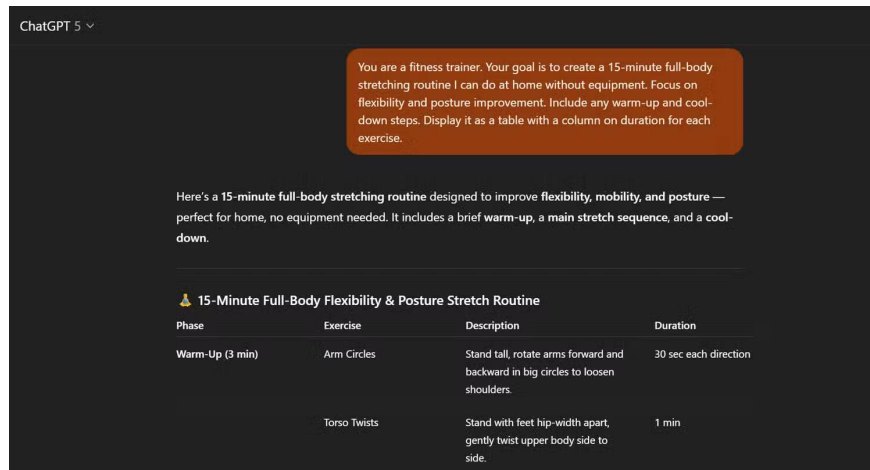 ChatGPT 5
You are a fitness trainer. Your goal is to create a 15-minute full-body
stretching routine I can do at home without equipment. Focus on
flexibility and posture improvement. Include any warm-up and cool-
down steps. Display it as a table with a column on duration for each
exercise.
Here's a 15-minute full-body stretching routine designed to improve flexibility, mobility, and posture —
perfect for home, no equipment needed. It includes a brief warm-up, a main stretch sequence, and a cool-
down.
15-Minute Full-Body Flexibility & Posture Stretch Routine
Phase Exercise Description Duration
Warm-Up (3 min) Arm Circles Stand tall, rotate arms forward and 30 sec each direction
backward in big circles to loosen
shoulders.
Torso Twists Stand with feet hip-width apart, 1 min
gently twist upper body side to
side.